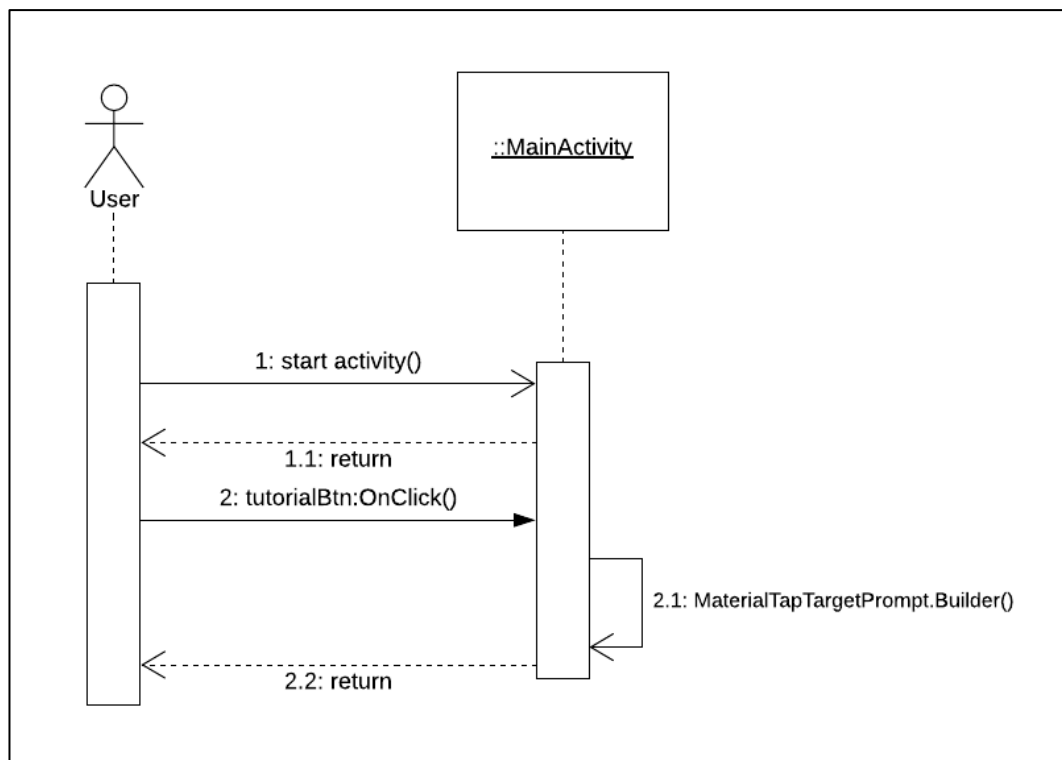 ::MainActivity
User
1: start activity()
1.1: return
2: tutorialBtn:OnClick()
2.1: MaterialTapTargetPrompt.Builder()
2.2: return